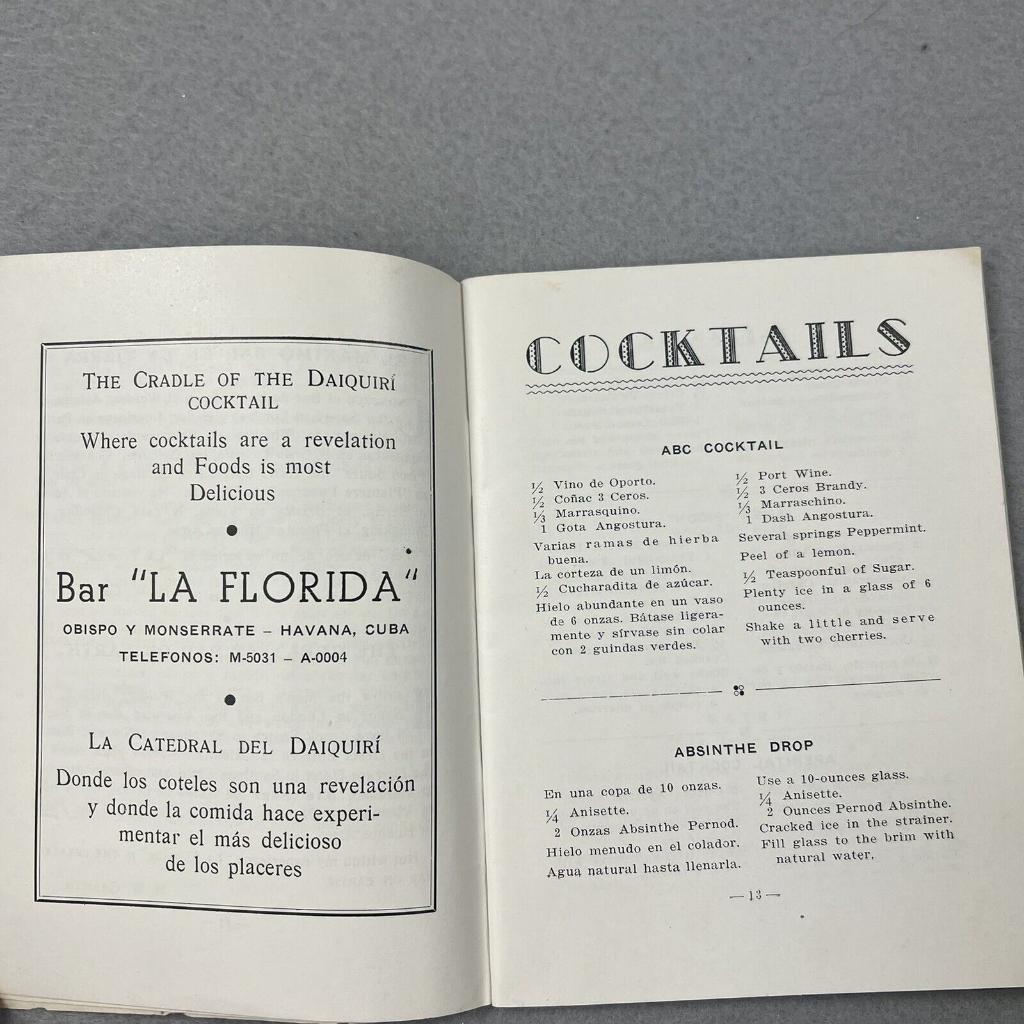 THE CRADLE OF THE DAIQUIRÍ
COCKTAIL
Where cocktails are a revelation
and Foods is most
Delicious
Bar "LA FLORIDA"
OBISPO Y MONSERRATE – HAVANA, CUBA
TELEFONOS: M-5031 – A-0004
LA CATEDRAL DEL DAIQUIRÍ
Donde los coteles son una revelación
y donde la comida hace experi-
mentar el más delicioso
de los placeres
COCKTAILS
ABC COCKTAIL
½ Vino de Oporto.
½ Coñac 3 Ceros.
⅓ Marrasquino.
1 Gota Angostura.
Varias ramas de hierba
buena.
La corteza de un limón.
½ Cucharadita de azúcar.
Hielo abundante en un vaso
de 6 onzas. Bátase ligera-
mente y sírvase sin colar
con 2 guindas verdes.
½ Port Wine.
½ 3 Ceros Brandy.
⅓ Marraschino.
1 Dash Angostura.
Several springs Peppermint.
Peel of a lemon.
½ Teaspoonful of Sugar.
Plenty ice in a glass of 6
ounces.
Shake a little and serve
with two cherries.
ABSINTHE DROP
En una copa de 10 onzas.
¼ Anisette.
2 Onzas Absinthe Pernod.
Hielo menudo en el colador.
Agua natural hasta llenarla.
Use a 10-ounces glass.
¼ Anisette.
2 Ounces Pernod Absinthe.
Cracked ice in the strainer.
Fill glass to the brim with
natural water.
— 13 —